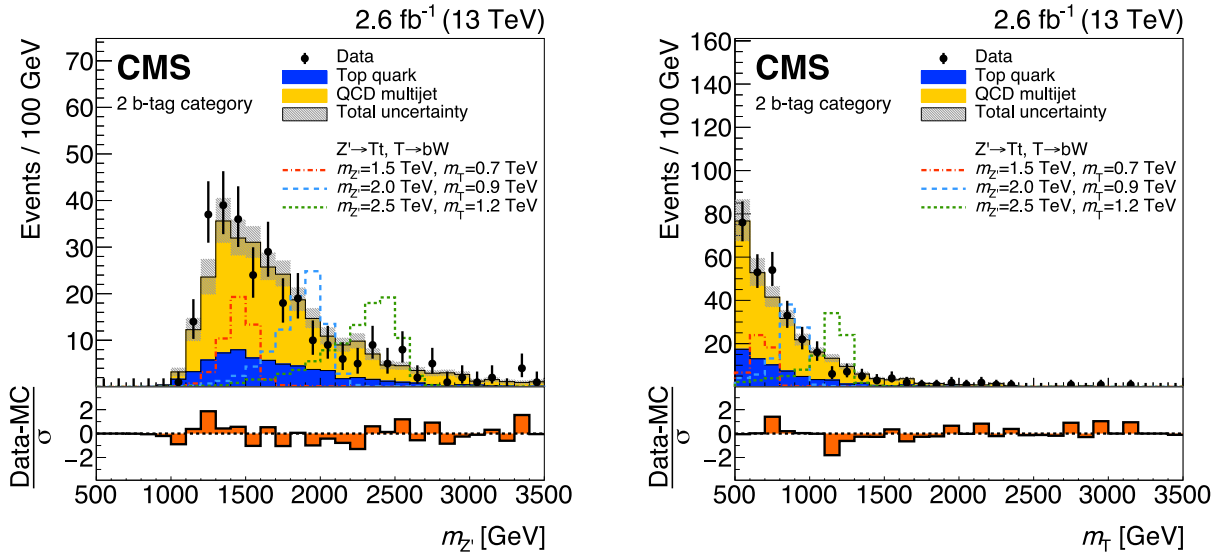 2.6 fb⁻¹ (13 TeV)
Events / 100 GeV
70
60
50
40
30
20
10
CMS
2 b-tag category
Data
Top quark
QCD multijet
Total uncertainty
Z'→Tt, T→bW
m_Z'=1.5 TeV, m_T=0.7 TeV
m_Z'=2.0 TeV, m_T=0.9 TeV
m_Z'=2.5 TeV, m_T=1.2 TeV
Data-MC
σ
2
0
−2
500 1000 1500 2000 2500 3000 3500
m_Z' [GeV]
2.6 fb⁻¹ (13 TeV)
Events / 100 GeV
160
140
120
100
80
60
40
20
CMS
2 b-tag category
Data
Top quark
QCD multijet
Total uncertainty
Z'→Tt, T→bW
m_Z'=1.5 TeV, m_T=0.7 TeV
m_Z'=2.0 TeV, m_T=0.9 TeV
m_Z'=2.5 TeV, m_T=1.2 TeV
Data-MC
σ
2
0
−2
500 1000 1500 2000 2500 3000 3500
m_T [GeV]